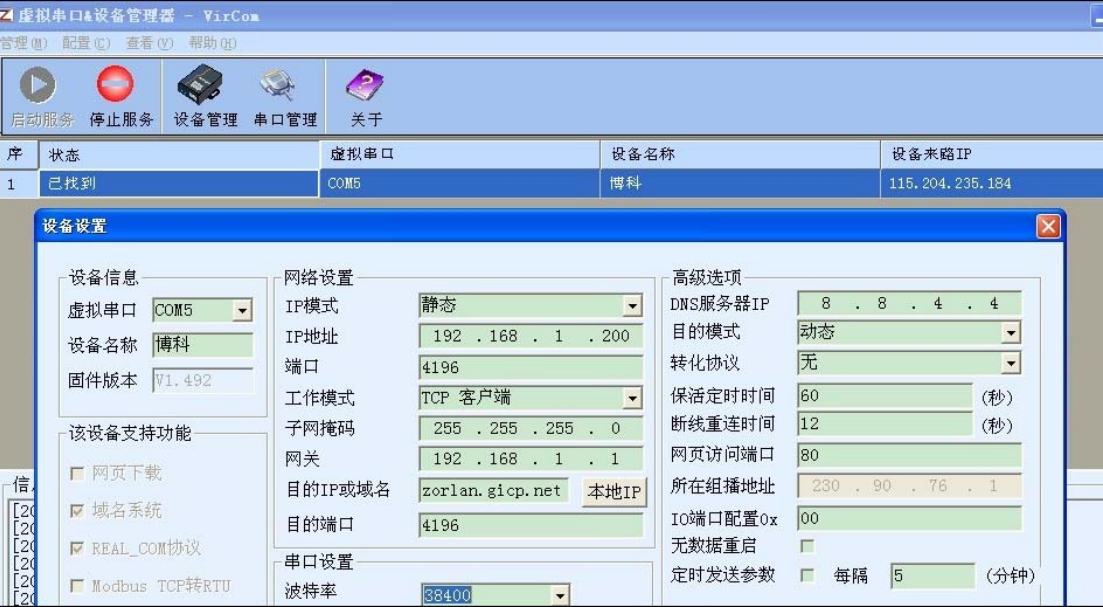 Z 虚拟串口&设备管理器 - VirCom
管理(M) 配置(C) 查看(V) 帮助(H)
启动服务 停止服务 设备管理 串口管理 关于
序 状态 虚拟串口 设备名称 设备来路IP
1 已找到 COM5 博科 115.204.235.184
设备设置
设备信息
虚拟串口 COM5
设备名称 博科
固件版本 V1.492
该设备支持功能
网页下载
域名系统
REAL_COM协议
Modbus TCP转RTU
网络设置
IP模式 静态
IP地址 192 . 168 . 1 . 200
端口 4196
工作模式 TCP 客户端
子网掩码 255 . 255 . 255 . 0
网关 192 . 168 . 1 . 1
目的IP或域名 zorlan.gicp.net 本地IP
目的端口 4196
串口设置
波特率 38400
高级选项
DNS服务器IP 8 . 8 . 4 . 4
目的模式 动态
转化协议 无
保活定时时间 60 (秒)
断线重连时间 12 (秒)
网页访问端口 80
所在组播地址 230 . 90 . 76 . 1
IO端口配置0x 00
无数据重启
定时发送参数 每隔 5 (分钟)
信
[20
[20
[20
[20
[20
[20